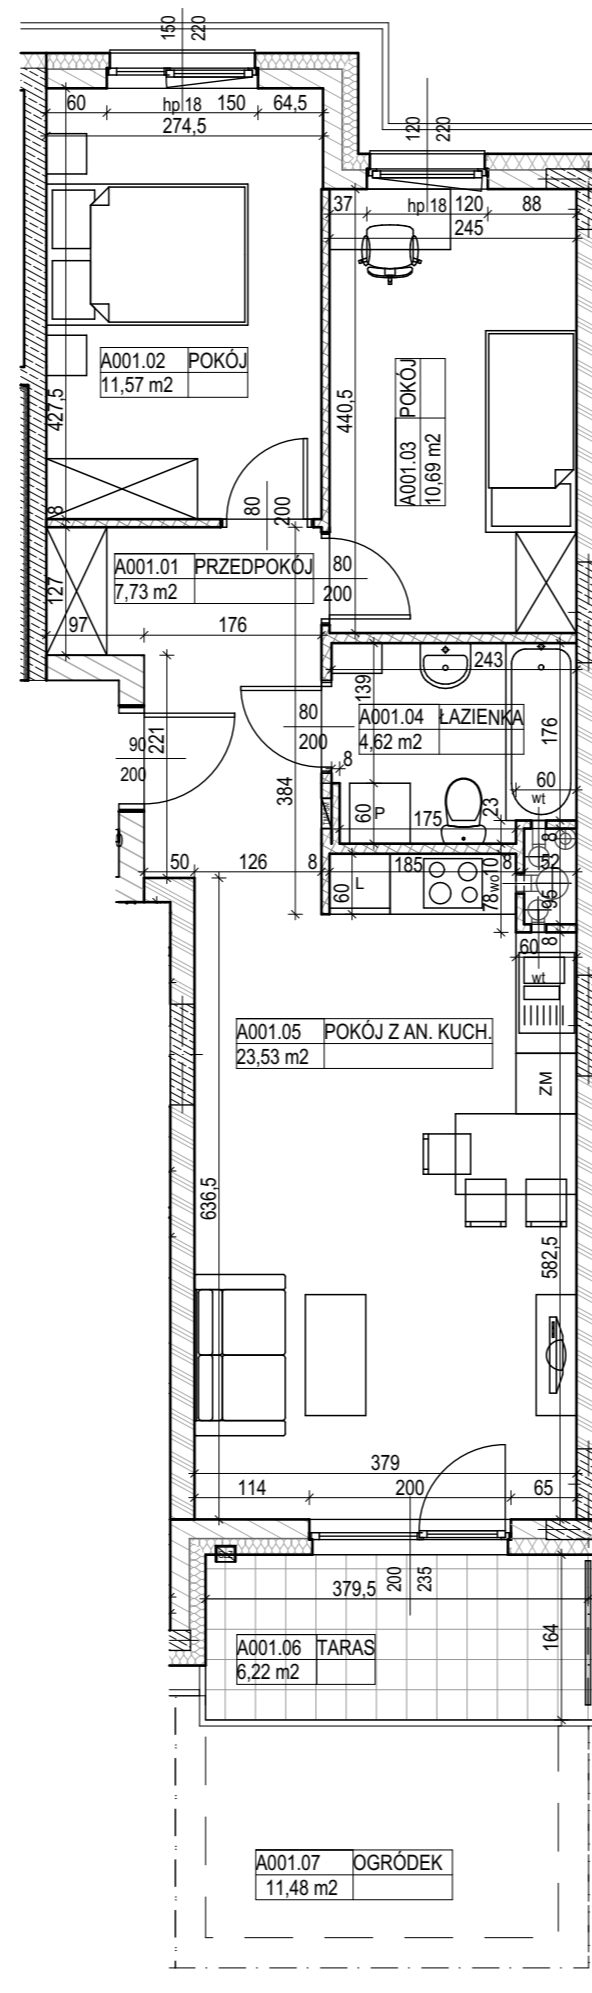 150
220
60
hp 18
150
64,5
274,5
120
220
37
hp 18
120
88
245
A001.02 POKÓJ
11,57 m2
427,5
440,5
A001.03 POKÓJ
10,69 m2
8
80
200
A001.01 PRZEDPOKÓJ
7,73 m2
127
80
200
97
176
243
139
A001.04 ŁAZIENKA
4,62 m2
176
80
200
90
200
221
8
384
60
P
175
23
60
wt
8
50
126
8
60
L
185
78
wo
10
8
52
95
60
8
wt
A001.05 POKÓJ Z AN. KUCH.
23,53 m2
ZM
636,5
582,5
379
114
200
65
379,5
200
235
A001.06 TARAS
6,22 m2
164
A001.07 OGRÓDEK
11,48 m2